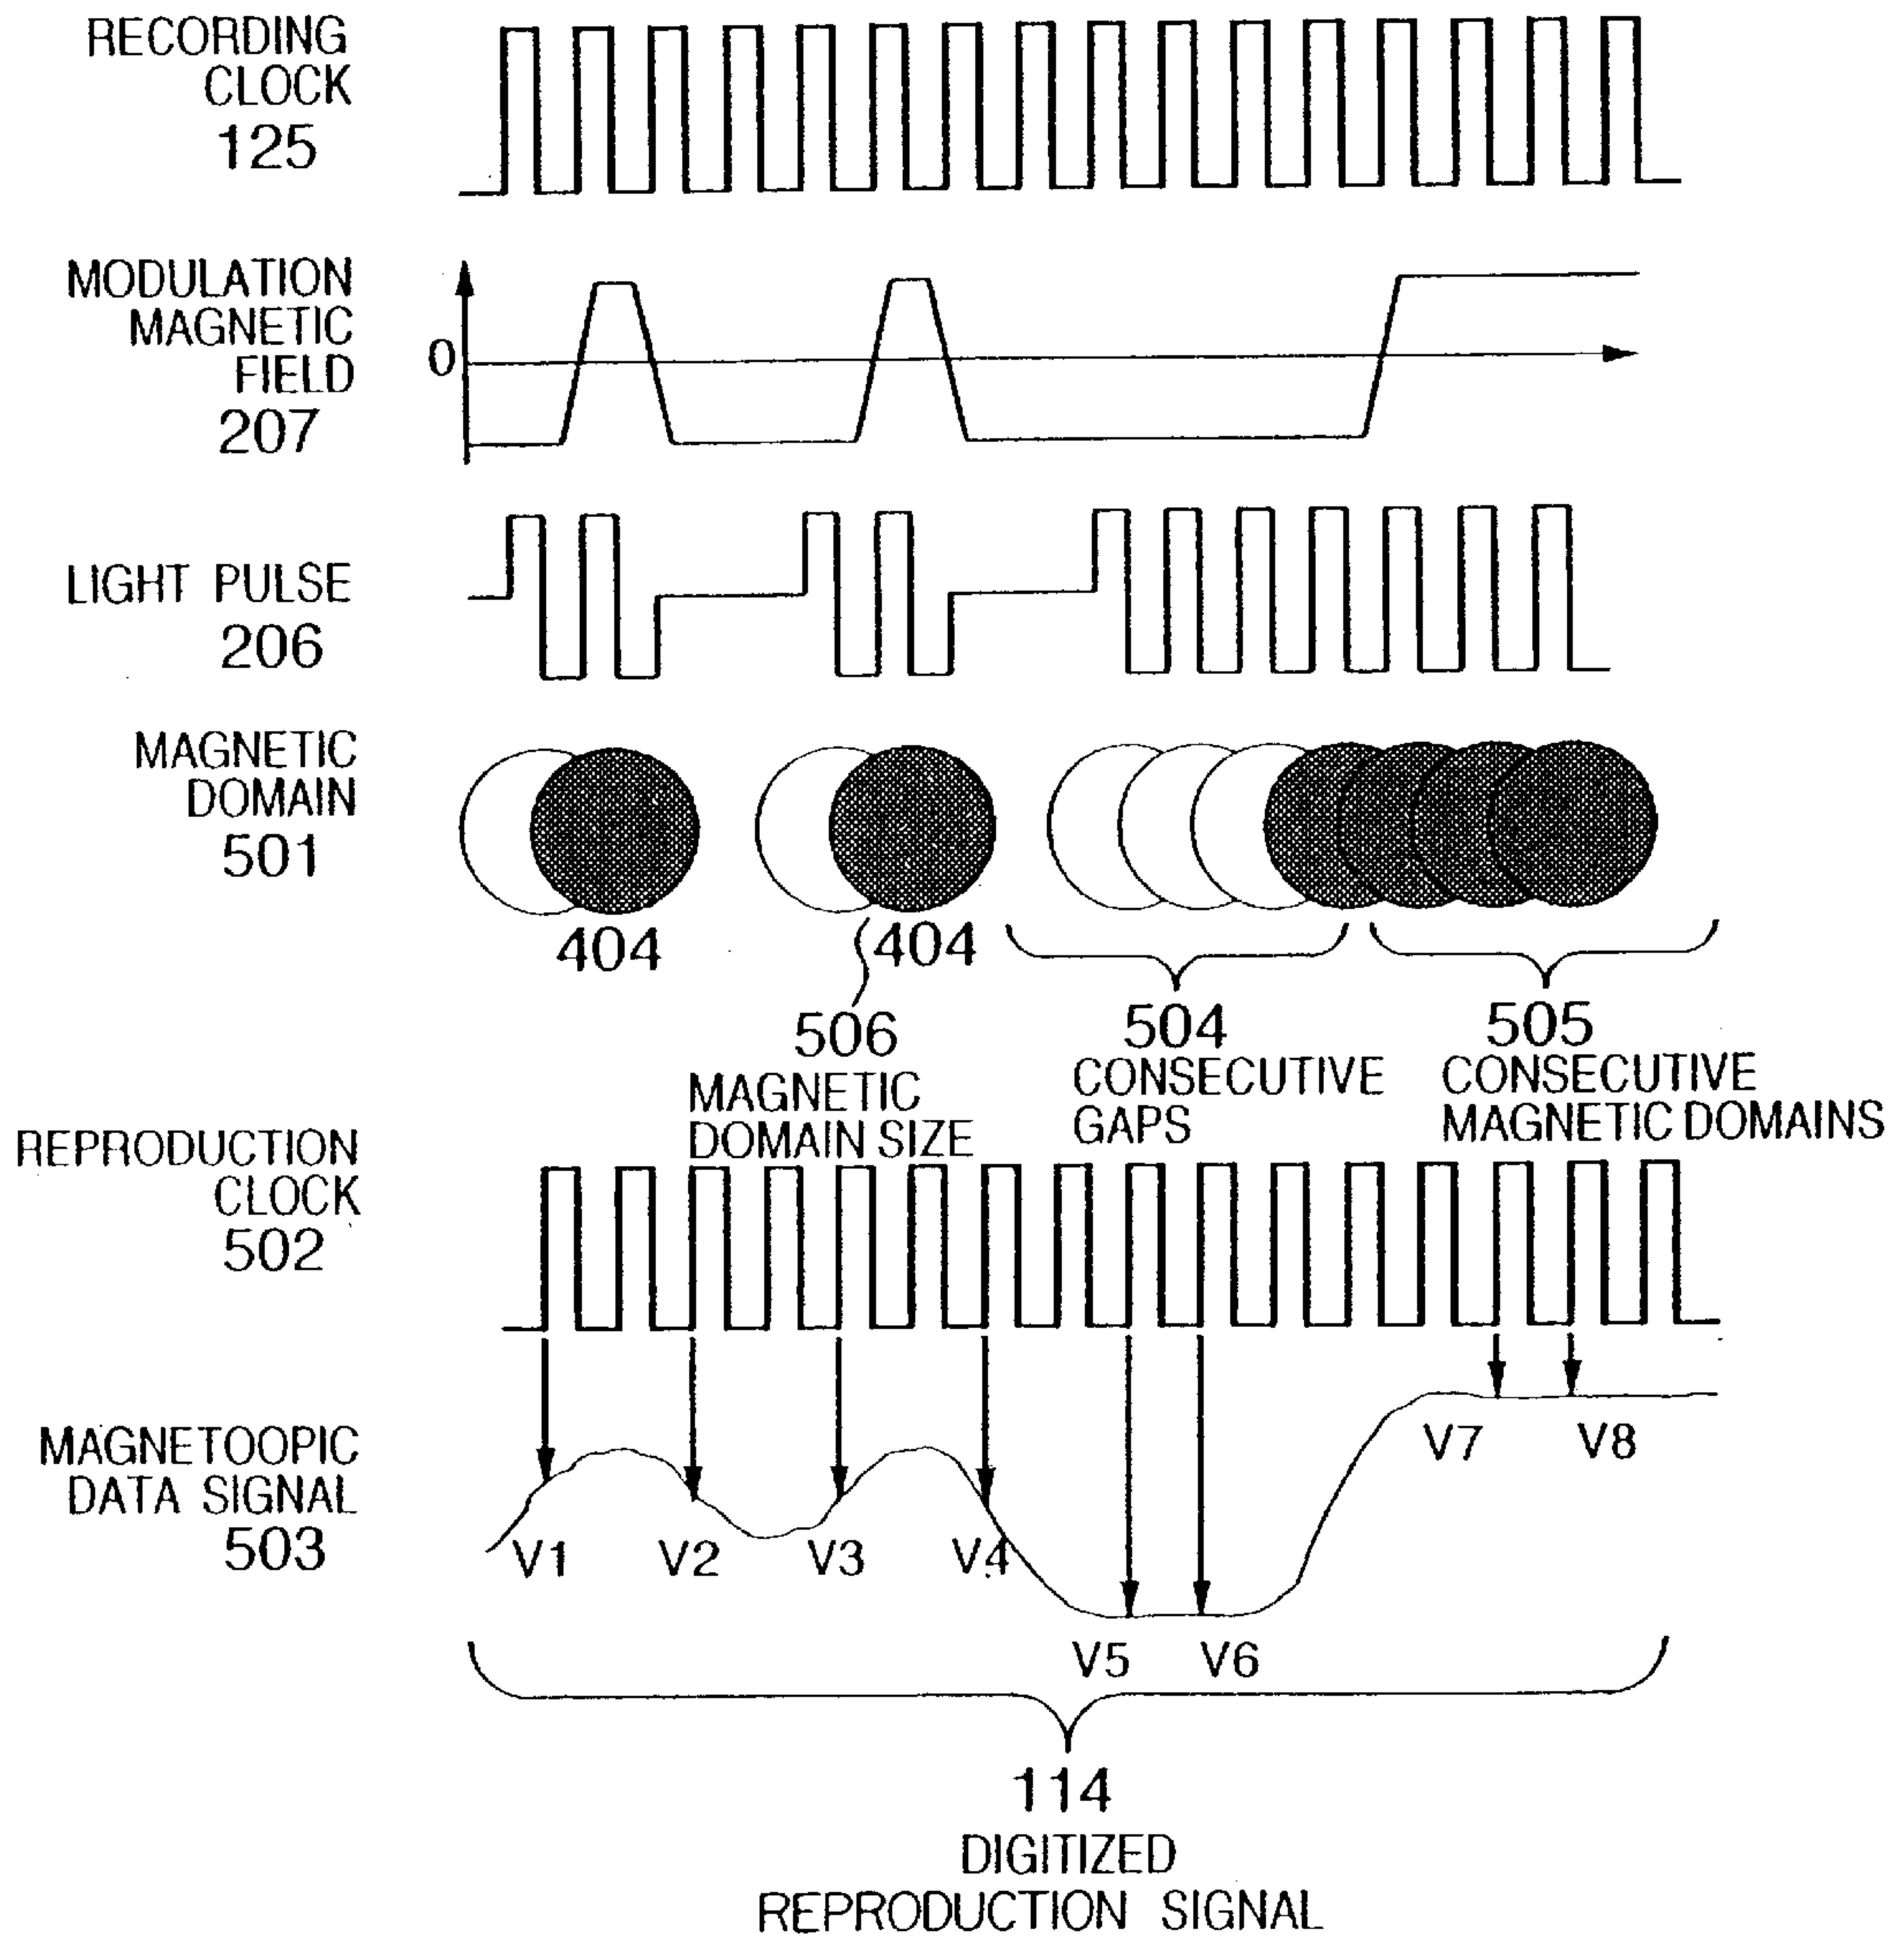 RECORDING
CLOCK
125
MODULATION
MAGNETIC
FIELD
207
0
LIGHT PULSE
206
MAGNETIC
DOMAIN
501
404
404
506
MAGNETIC
DOMAIN SIZE
504
CONSECUTIVE
GAPS
505
CONSECUTIVE
MAGNETIC DOMAINS
REPRODUCTION
CLOCK
502
MAGNETOOPIC
DATA SIGNAL
503
V1
V2
V3
V4
V5
V6
V7
V8
114
DIGITIZED
REPRODUCTION SIGNAL